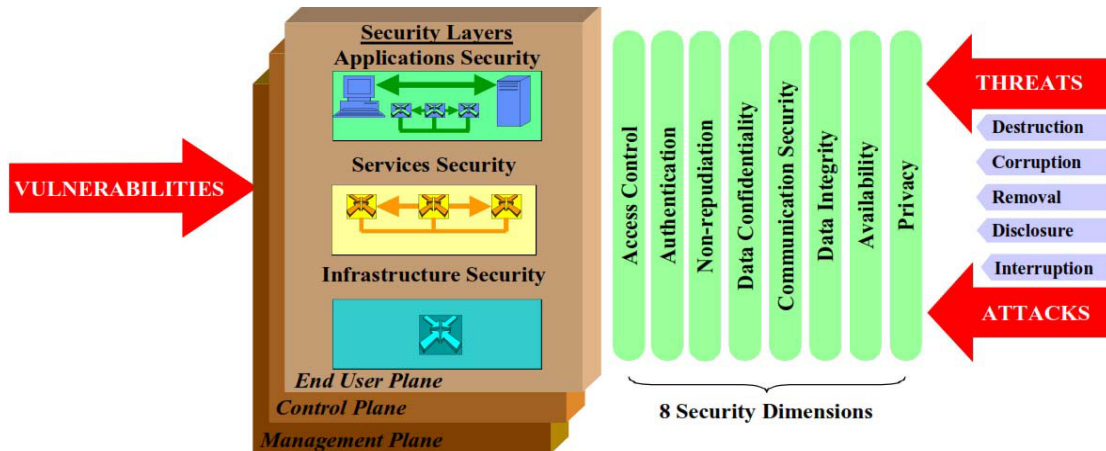 Security Layers
Applications Security
Services Security
Infrastructure Security
End User Plane
Control Plane
Management Plane
VULNERABILITIES
Access Control
Authentication
Non-repudiation
Data Confidentiality
Communication Security
Data Integrity
Availability
Privacy
8 Security Dimensions
THREATS
Destruction
Corruption
Removal
Disclosure
Interruption
ATTACKS